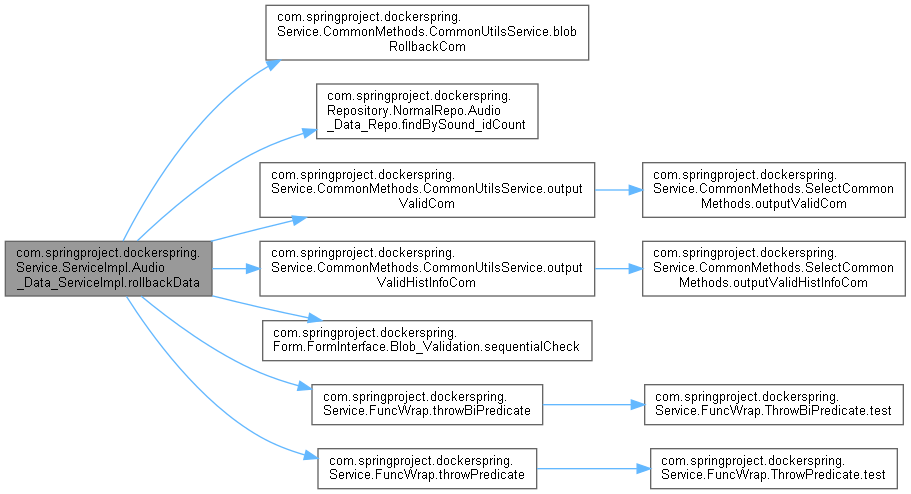 com.springproject.dockerspring.
Service.CommonMethods.CommonUtilsService.blob
RollbackCom
com.springproject.dockerspring.
Repository.NormalRepo.Audio
_Data_Repo.findBySound_idCount
com.springproject.dockerspring.
Service.CommonMethods.CommonUtilsService.output
ValidCom
com.springproject.dockerspring.
Service.CommonMethods.SelectCommon
Methods.outputValidCom
com.springproject.dockerspring.
Service.ServiceImpl.Audio
_Data_ServiceImpl.rollbackData
com.springproject.dockerspring.
Service.CommonMethods.CommonUtilsService.output
ValidHistInfoCom
com.springproject.dockerspring.
Service.CommonMethods.SelectCommon
Methods.outputValidHistInfoCom
com.springproject.dockerspring.
Form.FormInterface.Blob_Validation.sequentialCheck
com.springproject.dockerspring.
Service.FuncWrap.throwBiPredicate
com.springproject.dockerspring.
Service.FuncWrap.ThrowBiPredicate.test
com.springproject.dockerspring.
Service.FuncWrap.throwPredicate
com.springproject.dockerspring.
Service.FuncWrap.ThrowPredicate.test